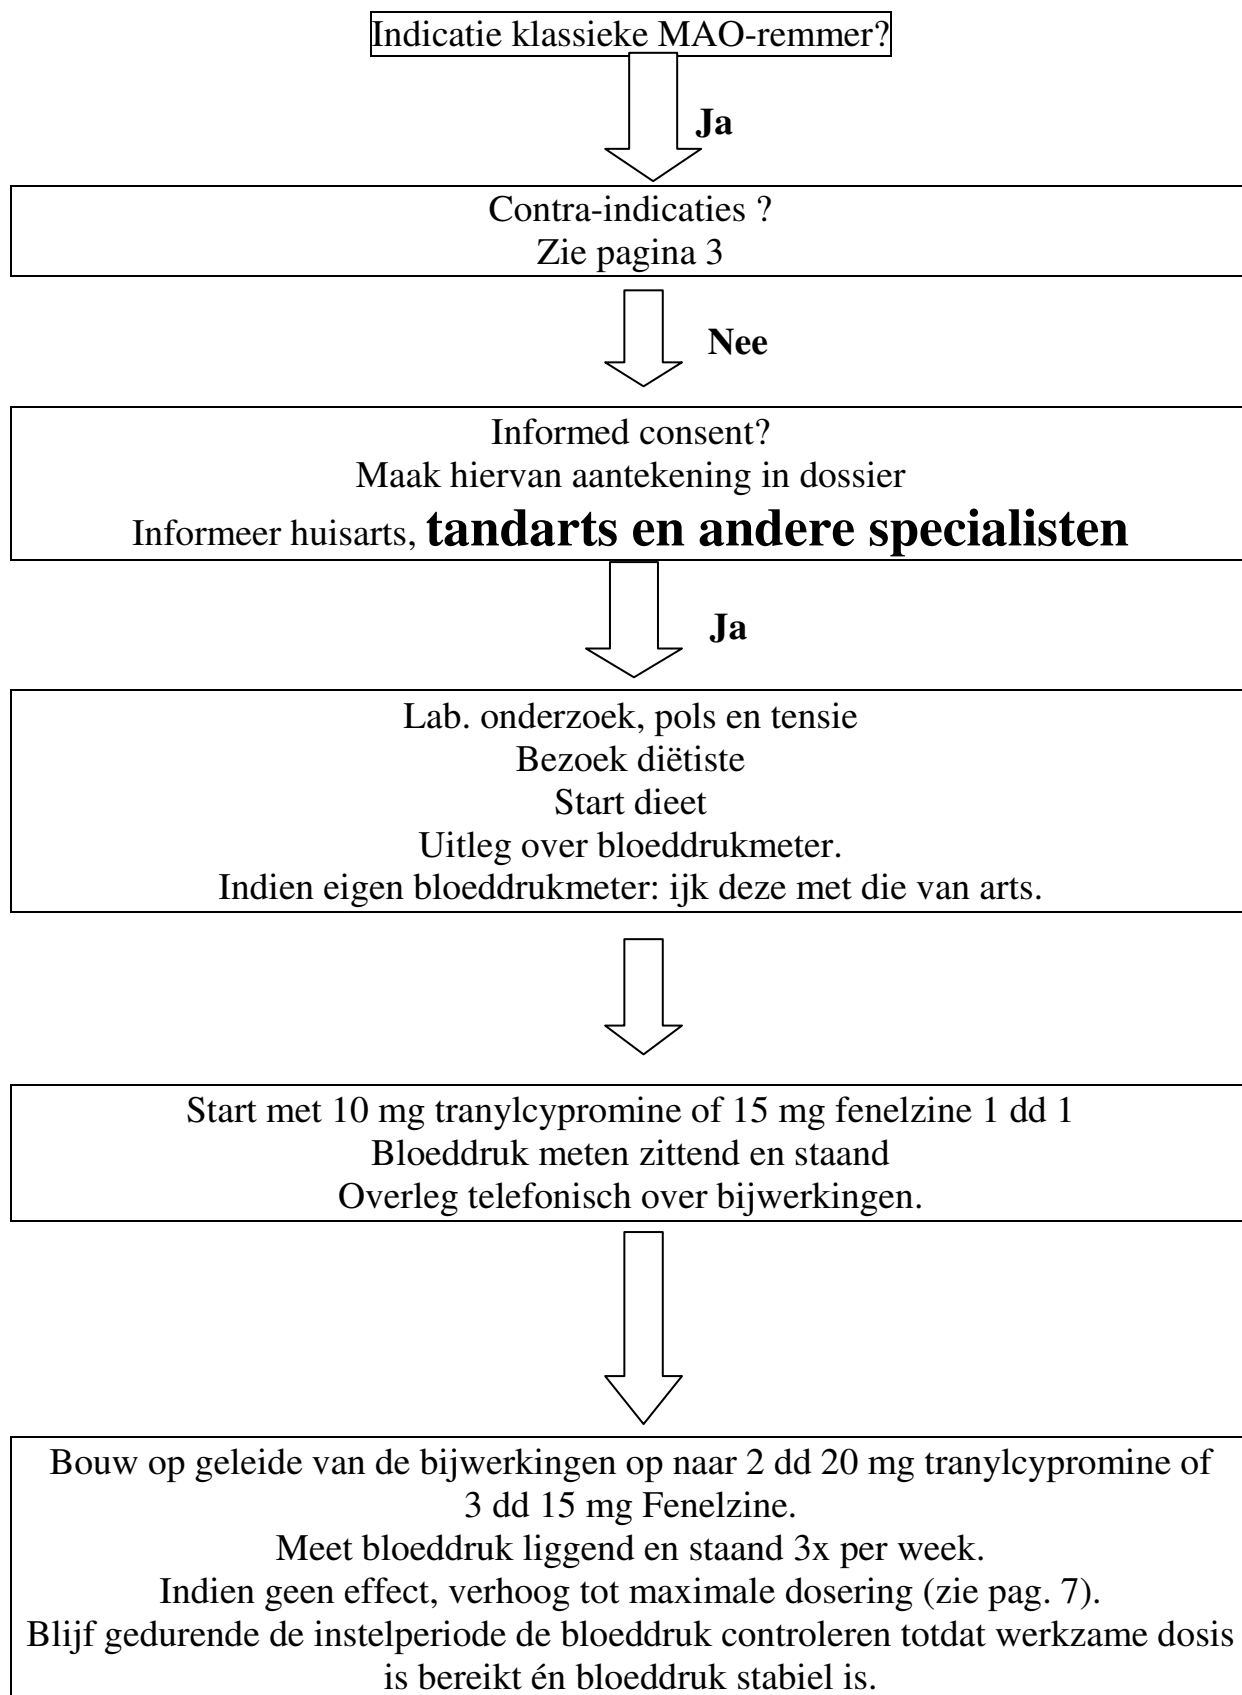 Indicatie klassieke MAO-remmer?
Ja
Contra-indicaties ?
Zie pagina 3
Nee
Informed consent?
Maak hiervan aantekening in dossier
Informeer huisarts, tandarts en andere specialisten
Ja
Lab. onderzoek, pols en tensie
Bezoek diëtiste
Start dieet
Uitleg over bloeddrukmeter.
Indien eigen bloeddrukmeter: ijk deze met die van arts.
Start met 10 mg tranylcypromine of 15 mg fenelzine 1 dd 1
Bloeddruk meten zittend en staand
Overleg telefonisch over bijwerkingen.
Bouw op geleide van de bijwerkingen op naar 2 dd 20 mg tranylcypromine of
3 dd 15 mg Fenelzine.
Meet bloeddruk liggend en staand 3x per week.
Indien geen effect, verhoog tot maximale dosering (zie pag. 7).
Blijf gedurende de instelperiode de bloeddruk controleren totdat werkzame dosis
is bereikt én bloeddruk stabiel is.